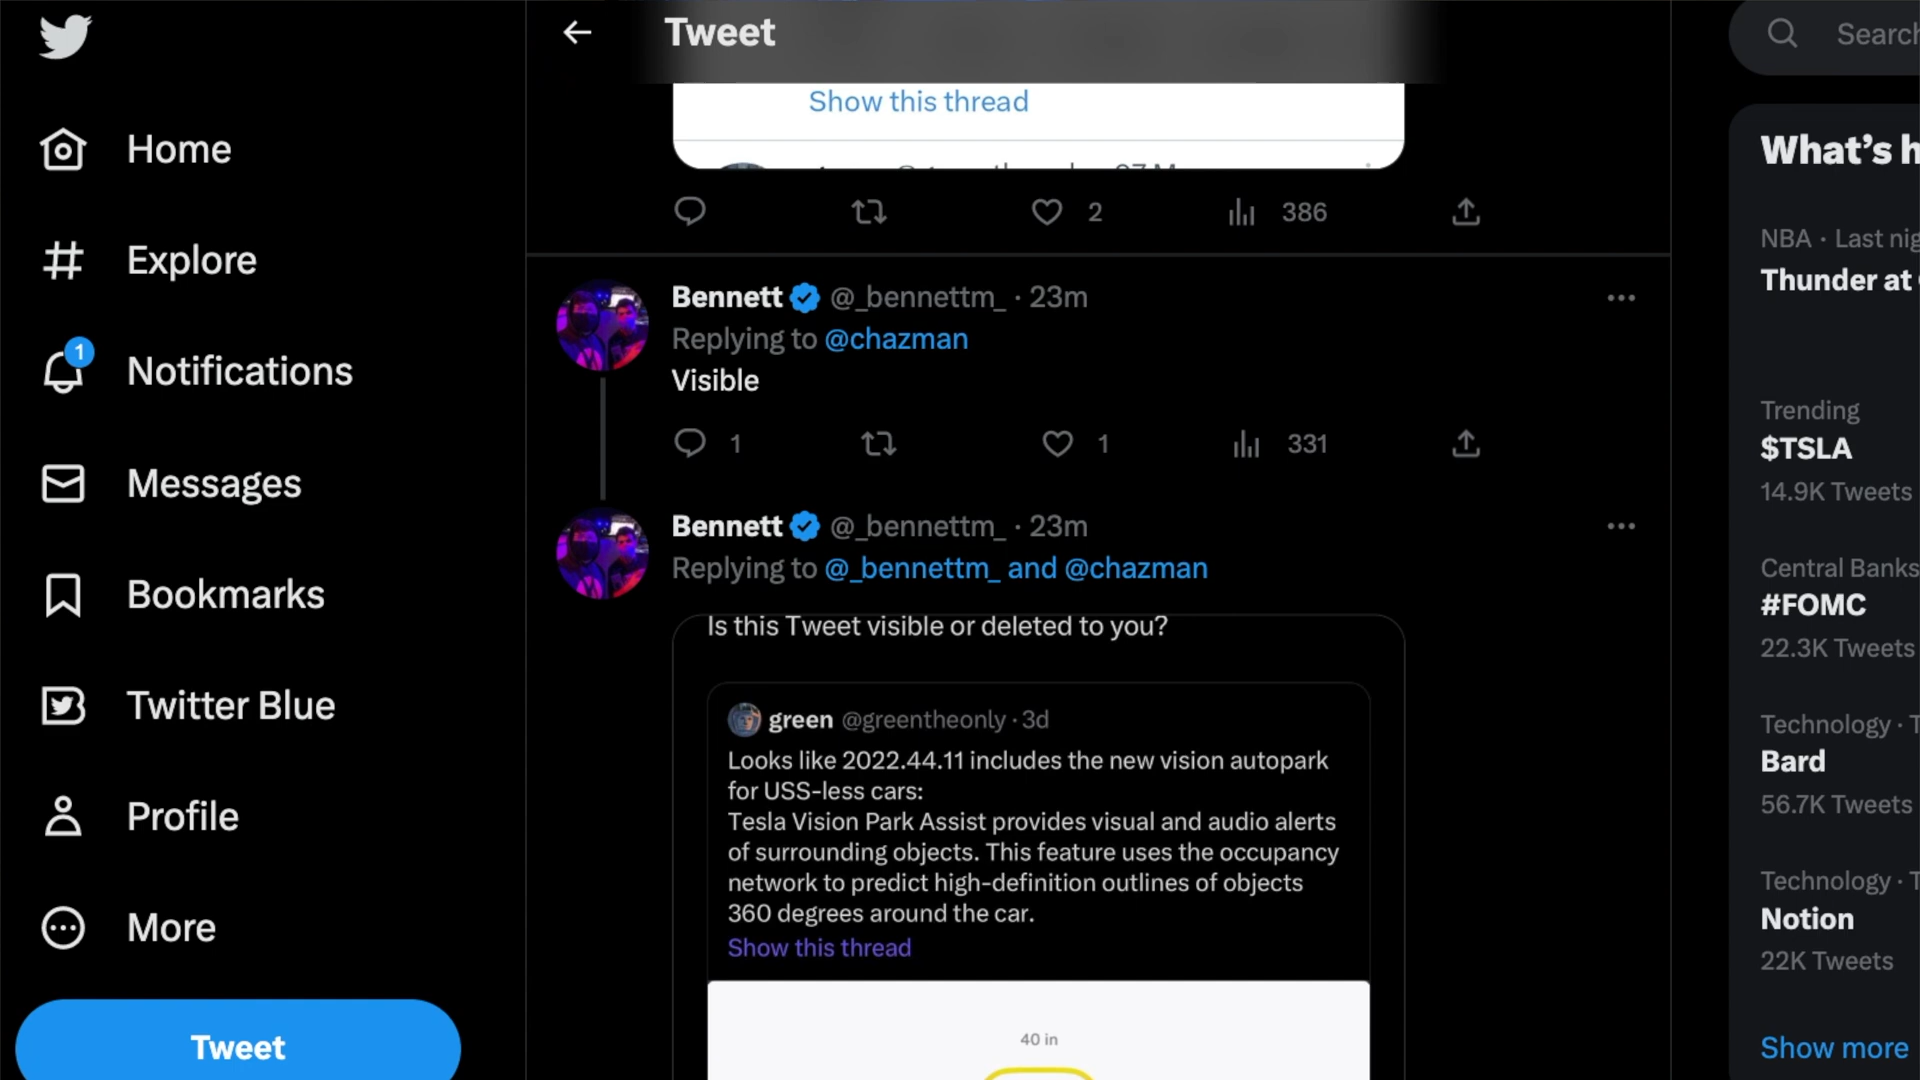 Tweet
Search
Show this thread
Home
What's h
2
386
NBA · Last nig
Explore
Thunder at
Bennett @_bennettm_ · 23m
Replying to @chazman
1
Notifications
Visible
Trending
1
1
331
$TSLA
Messages
14.9K Tweets
Bennett @_bennettm_ · 23m
Replying to @_bennettm_ and @chazman
Central Banks
Bookmarks
#FOMC
Is this Tweet visible or deleted to you?
22.3K Tweets
Twitter Blue
green @greentheonly · 3d
Technology · T
Looks like 2022.44.11 includes the new vision autopark
Bard
for USS-less cars:
56.7K Tweets
Profile
Tesla Vision Park Assist provides visual and audio alerts
of surrounding objects. This feature uses the occupancy
network to predict high-definition outlines of objects
Technology · T
360 degrees around the car.
Notion
More
Show this thread
22K Tweets
40 in
Tweet
Show more